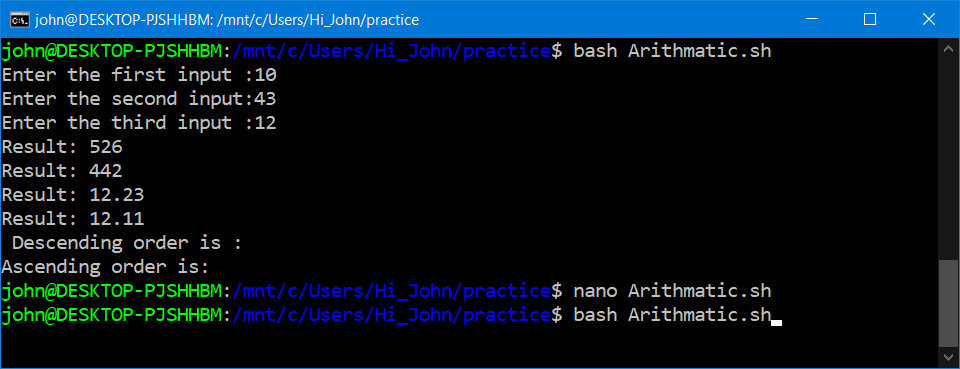 john@DESKTOP-PJSHHBM: /mnt/c/Users/Hi_John/practice
john@DESKTOP-PJSHHBM:/mnt/c/Users/Hi_John/practice$ bash Arithmatic.sh
Enter the first input :10
Enter the second input:43
Enter the third input :12
Result: 526
Result: 442
Result: 12.23
Result: 12.11
 Descending order is :
Ascending order is:
john@DESKTOP-PJSHHBM:/mnt/c/Users/Hi_John/practice$ nano Arithmatic.sh
john@DESKTOP-PJSHHBM:/mnt/c/Users/Hi_John/practice$ bash Arithmatic.sh